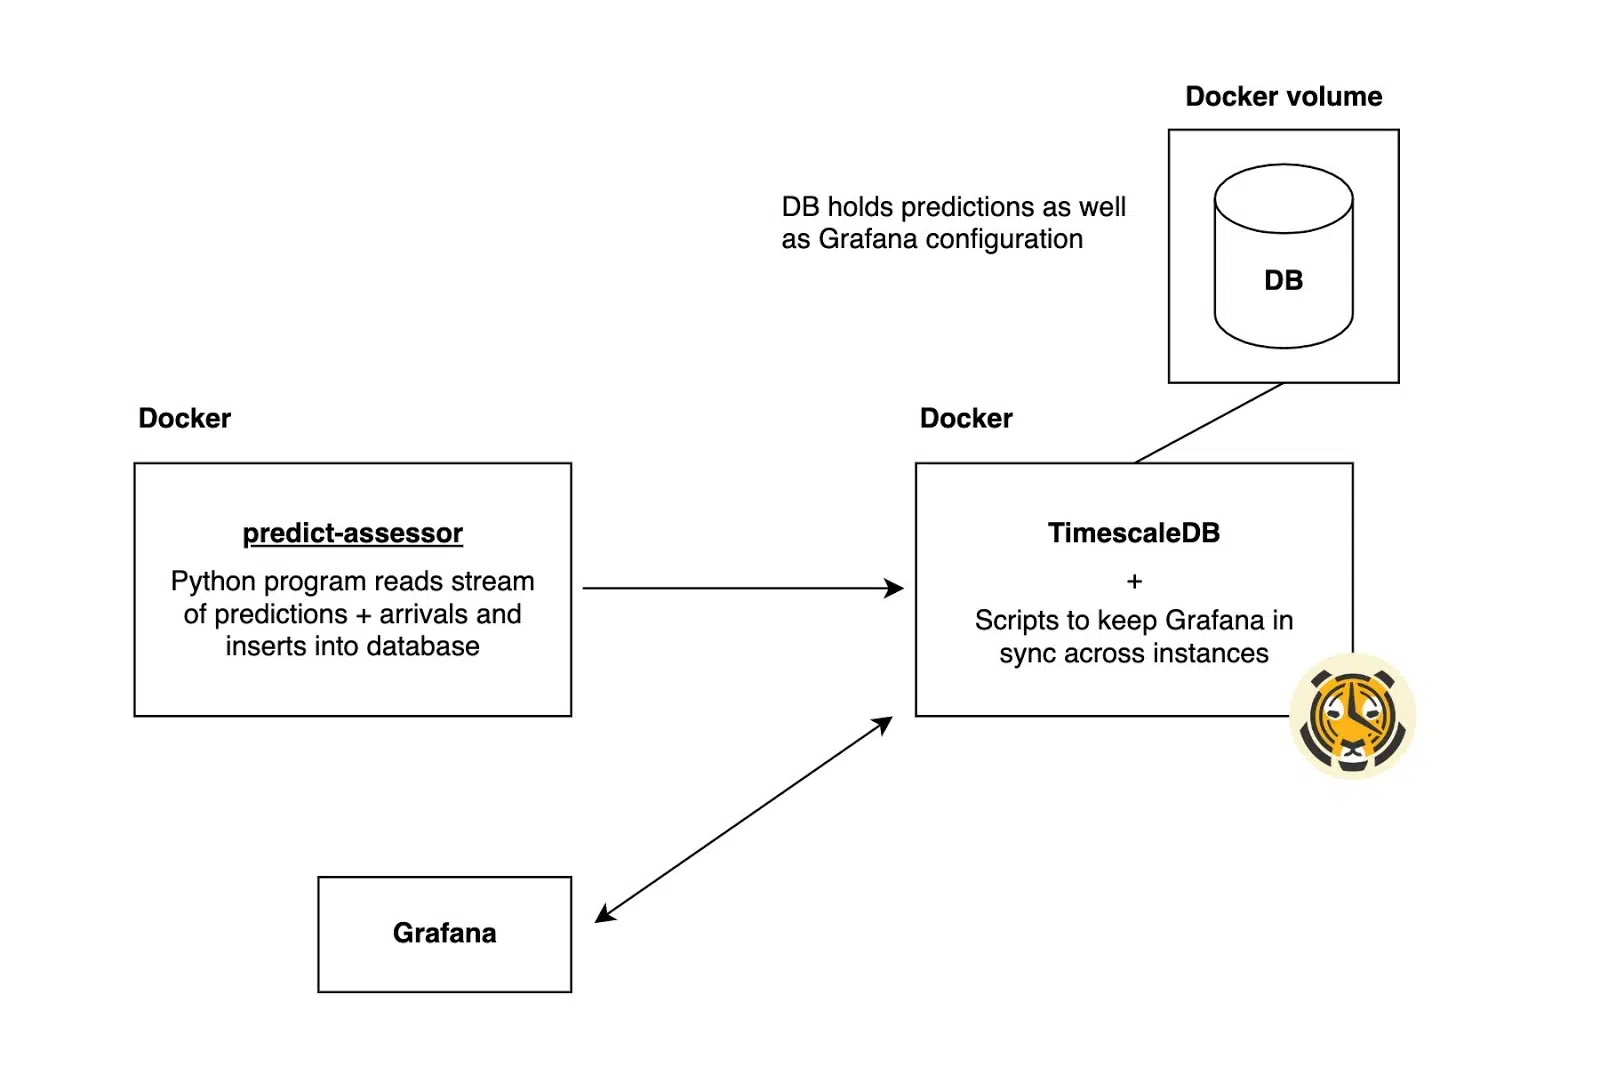 Docker volume
DB holds predictions as well
as Grafana configuration
DB
Docker
Docker
predict-assessor
Python program reads stream
of predictions + arrivals and
inserts into database
TimescaleDB
+
Scripts to keep Grafana in
sync across instances
Grafana